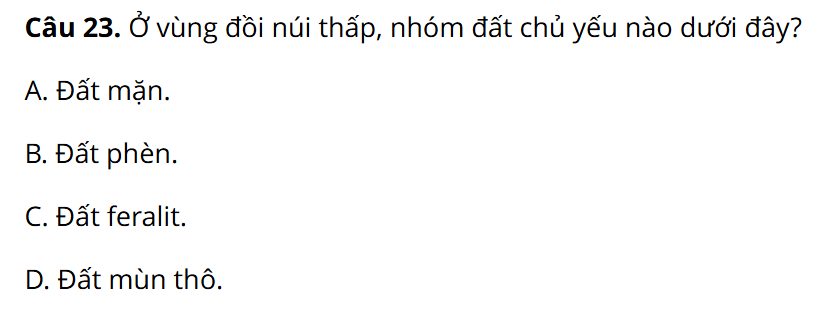 Câu 23. Ở vùng đồi núi thấp, nhóm đất chủ yếu nào dưới đây?
A. Đất mặn.
B. Đất phèn.
C. Đất feralit.
D. Đất mùn thô.